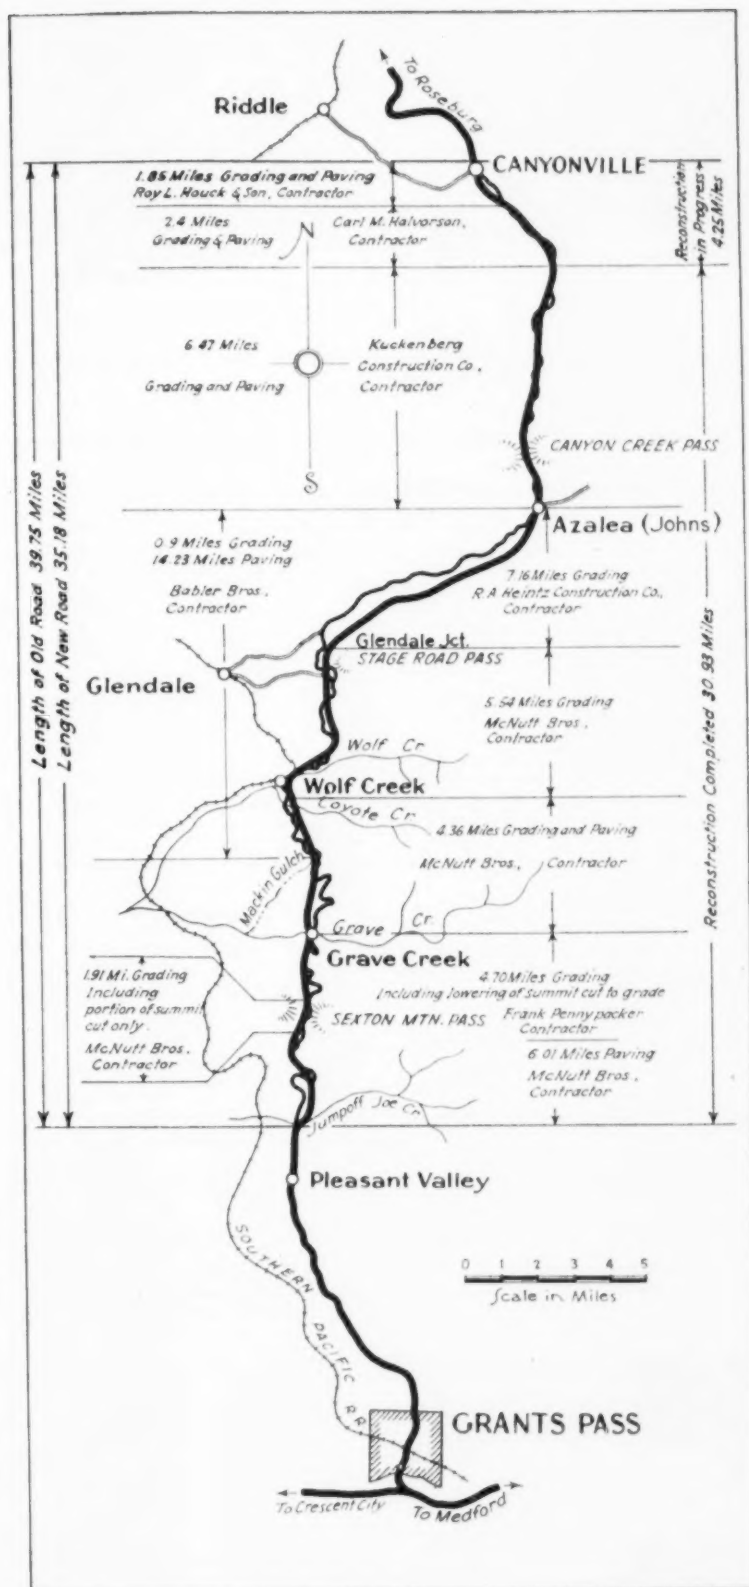 To Roseburg
Riddle
CANYONVILLE
1.85 Miles Grading and Paving
Roy L. Houck & Son, Contractor
2.4 Miles
Grading & Paving
Carl M. Halvorson,
Contractor
N
Reconstruction
in Progress
4.25 Miles
6.47 Miles
Grading and Paving
Kuckenberg
Construction Co.,
Contractor
CANYON CREEK PASS
S
Azalea (Johns)
Length of Old Road 39.75 Miles
Length of New Road 35.18 Miles
0.9 Miles Grading
14.23 Miles Paving
Babler Bros.,
Contractor
7.16 Miles Grading
R. A. Heintz Construction Co.,
Contractor
Glendale Jct.
STAGE ROAD PASS
Glendale
5.54 Miles Grading
McNutt Bros.,
Contractor
Reconstruction Completed 30.93 Miles
Wolf Cr
Wolf Creek
Coyote Cr
4.36 Miles Grading and Paving
McNutt Bros., Contractor
Mackin Gulch
Grave Cr.
Grave Creek
1.91 Mi. Grading
Including
portion of summit
cut only.
McNutt Bros.,
Contractor
4.70 Miles Grading
Including lowering of summit cut to grade
Frank Pennypacker
Contractor
SEXTON MTN. PASS
6.01 Miles Paving
McNutt Bros.,
Contractor
Jumpoff Joe Cr
Pleasant Valley
SOUTHERN PACIFIC R.R.
0 1 2 3 4 5
Scale in Miles
GRANTS PASS
To Crescent City
To Medford